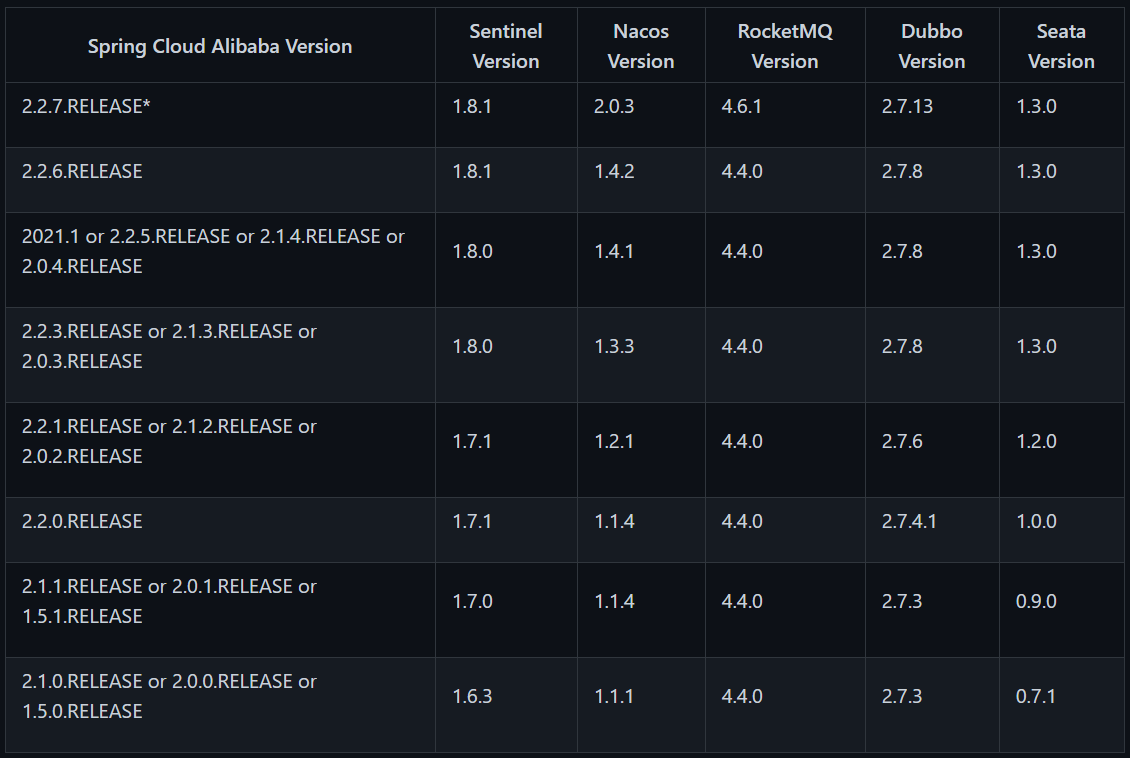 Spring Cloud Alibaba Version
Sentinel Version
Nacos Version
RocketMQ Version
Dubbo Version
Seata Version
2.2.7.RELEASE* 1.8.1 2.0.3 4.6.1 2.7.13 1.3.0
2.2.6.RELEASE 1.8.1 1.4.2 4.4.0 2.7.8 1.3.0
2021.1 or 2.2.5.RELEASE or 2.1.4.RELEASE or
2.0.4.RELEASE
1.8.0 1.4.1 4.4.0 2.7.8 1.3.0
2.2.3.RELEASE or 2.1.3.RELEASE or
2.0.3.RELEASE
1.8.0 1.3.3 4.4.0 2.7.8 1.3.0
2.2.1.RELEASE or 2.1.2.RELEASE or
2.0.2.RELEASE
1.7.1 1.2.1 4.4.0 2.7.6 1.2.0
2.2.0.RELEASE 1.7.1 1.1.4 4.4.0 2.7.4.1 1.0.0
2.1.1.RELEASE or 2.0.1.RELEASE or
1.5.1.RELEASE
1.7.0 1.1.4 4.4.0 2.7.3 0.9.0
2.1.0.RELEASE or 2.0.0.RELEASE or
1.5.0.RELEASE
1.6.3 1.1.1 4.4.0 2.7.3 0.7.1